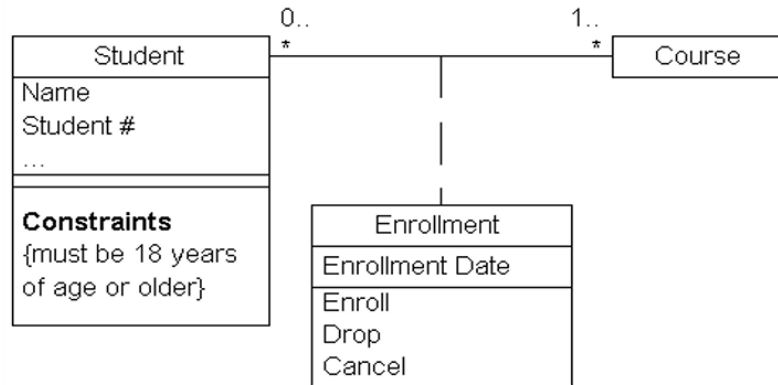 0.. 1..
* *
Student
Course
Name
Student #
...
Constraints
{must be 18 years
of age or older}
Enrollment
Enrollment Date
Enroll
Drop
Cancel